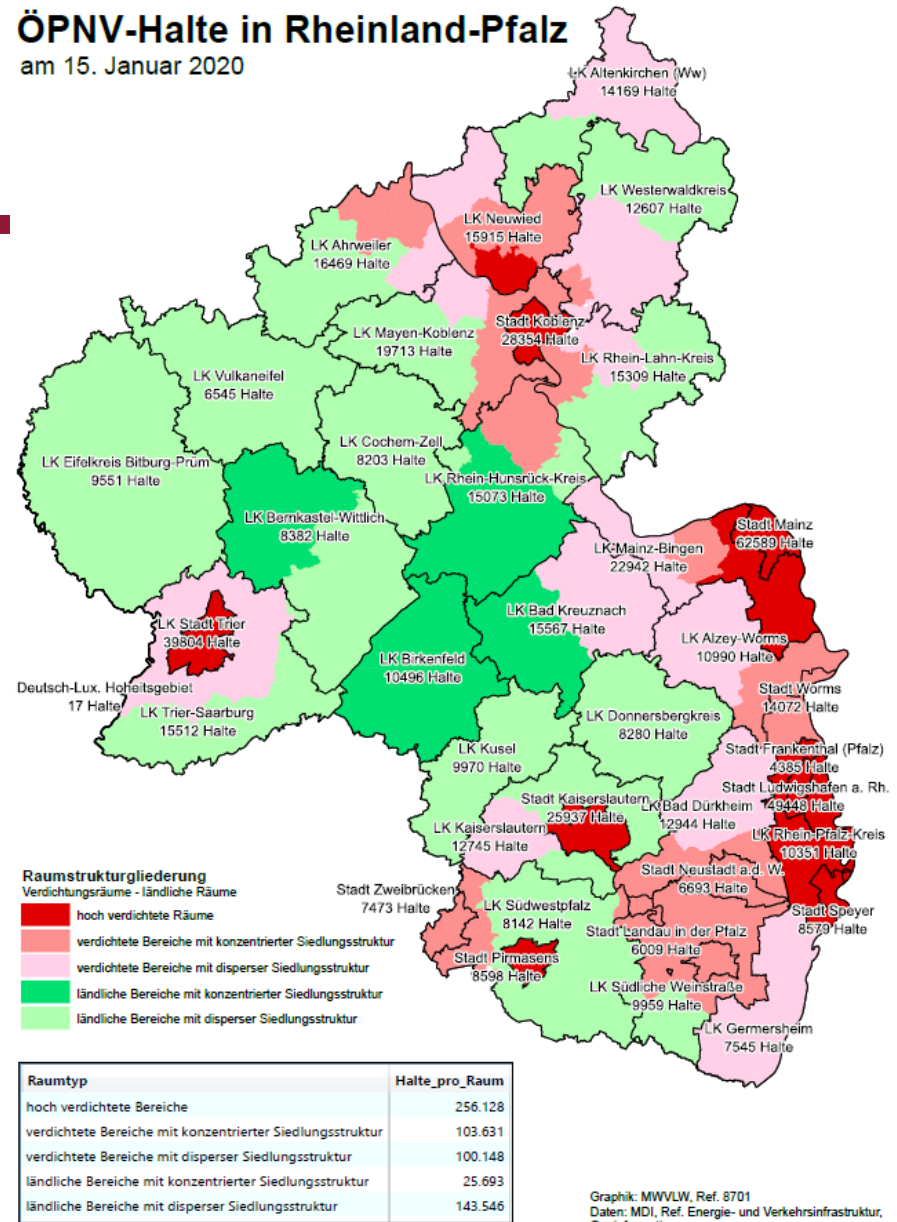 ÖPNV-Halte in Rheinland-Pfalz
am 15. Januar 2020
LK Altenkirchen (Ww)
14169 Halte
LK Westerwaldkreis
12607 Halte
LK Neuwied
15915 Halte
LK Ahrweiler
16469 Halte
Stadt Koblenz
28354 Halte
LK Mayen-Koblenz
19713 Halte
LK Rhein-Lahn-Kreis
15309 Halte
LK Vulkaneifel
6545 Halte
LK Cochem-Zell
8203 Halte
LK Eifelkreis Bitburg-Prüm
9551 Halte
LK Rhein-Hunsrück-Kreis
15073 Halte
LK Bernkastel-Wittlich
8382 Halte
Stadt Mainz
62589 Halte
LK Mainz-Bingen
22942 Halte
LK Bad Kreuznach
15567 Halte
LK Stadt Trier
39804 Halte
LK Alzey-Worms
10990 Halte
LK Birkenfeld
10496 Halte
Deutsch-Lux. Hoheitsgebiet
17 Halte
LK Trier-Saarburg
15512 Halte
Stadt Worms
14072 Halte
LK Donnersbergkreis
8280 Halte
LK Kusel
9970 Halte
Stadt Frankenthal (Pfalz)
4385 Halte
Stadt Ludwigshafen a. Rh.
49448 Halte
Stadt Kaiserslautern
25937 Halte
LK Bad Dürkheim
12944 Halte
LK Kaiserslautern
12745 Halte
LK Rhein-Pfalz-Kreis
10351 Halte
Stadt Neustadt a.d. W.
6693 Halte
Stadt Zweibrücken
7473 Halte
LK Südwestpfalz
8142 Halte
Stadt Speyer
8579 Halte
Stadt Landau in der Pfalz
6009 Halte
Stadt Pirmasens
8598 Halte
LK Südliche Weinstraße
9959 Halte
LK Germersheim
7545 Halte
Raumstrukturgliederung
Verdichtungsräume - ländliche Räume
hoch verdichtete Räume
verdichtete Bereiche mit konzentrierter Siedlungsstruktur
verdichtete Bereiche mit disperser Siedlungsstruktur
ländliche Bereiche mit konzentrierter Siedlungsstruktur
ländliche Bereiche mit disperser Siedlungsstruktur
Raumtyp Halte_pro_Raum
hoch verdichtete Bereiche 256.128
verdichtete Bereiche mit konzentrierter Siedlungsstruktur 103.631
verdichtete Bereiche mit disperser Siedlungsstruktur 100.148
ländliche Bereiche mit konzentrierter Siedlungsstruktur 25.693
ländliche Bereiche mit disperser Siedlungsstruktur 143.546
Graphik: MWVLW, Ref. 8701
Daten: MDI, Ref. Energie- und Verkehrsinfrastruktur,